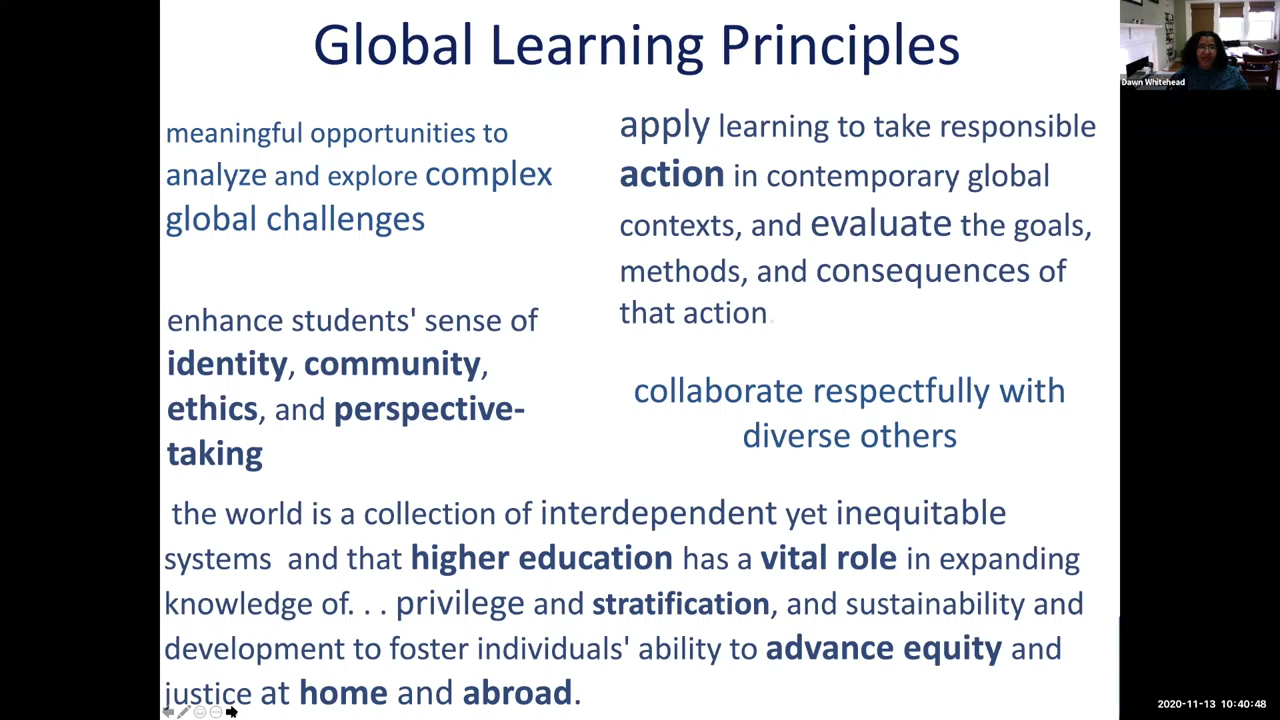 Global Learning Principles
meaningful opportunities to
analyze and explore complex
global challenges
enhance students' sense of
identity, community,
ethics, and perspective-
taking
apply learning to take responsible
action in contemporary global
contexts, and evaluate the goals,
methods, and consequences of
that action.
collaborate respectfully with
diverse others
the world is a collection of interdependent yet inequitable
systems and that higher education has a vital role in expanding
knowledge of. . . privilege and stratification, and sustainability and
development to foster individuals' ability to advance equity and
justice at home and abroad.
Dawn Whitehead
2020-11-13 10:40:48